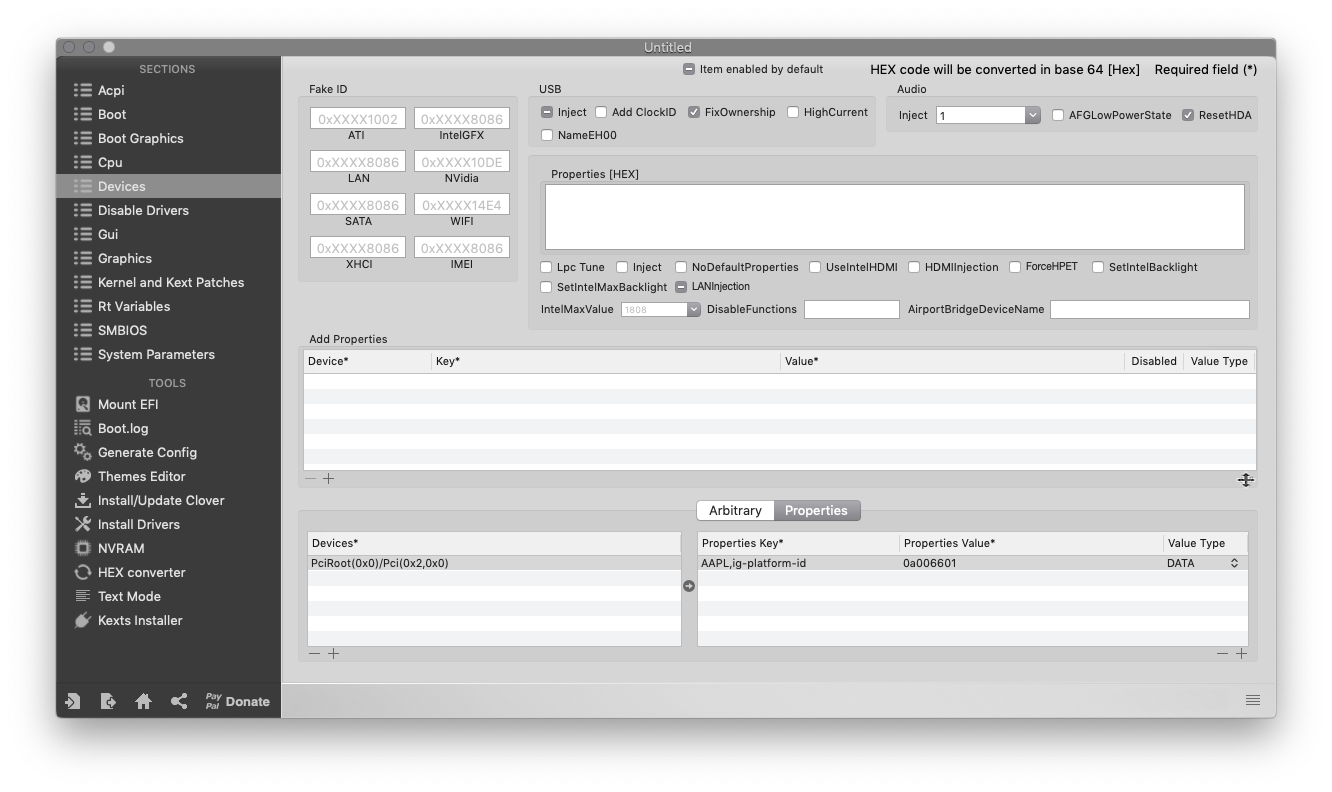 Untitled
SECTIONS
Acpi
Boot
Boot Graphics
Cpu
Devices
Disable Drivers
Gui
Graphics
Kernel and Kext Patches
Rt Variables
SMBIOS
System Parameters
TOOLS
Mount EFI
Boot.log
Generate Config
Themes Editor
Install/Update Clover
Install Drivers
NVRAM
HEX converter
Text Mode
Kexts Installer
Pay
Pal
Donate
Item enabled by default
HEX code will be converted in base 64 [Hex]
Required field (*)
Fake ID
0xXXXX1002 0xXXXX8086
ATI IntelGFX
0xXXXX8086 0xXXXX10DE
LAN NVidia
0xXXXX8086 0xXXXX14E4
SATA WIFI
0xXXXX8086 0xXXXX8086
XHCI IMEI
USB
Inject Add ClockID FixOwnership HighCurrent
NameEH00
Audio
Inject 1 AFGLowPowerState ResetHDA
Properties [HEX]
Lpc Tune Inject NoDefaultProperties UseIntelHDMI HDMIInjection ForceHPET SetIntelBacklight
SetIntelMaxBacklight LANInjection
IntelMaxValue 1808 DisableFunctions AirportBridgeDeviceName
Add Properties
Device* Key* Value* Disabled Value Type
Arbitrary Properties
Devices*
PciRoot(0x0)/Pci(0x2,0x0)
Properties Key* Properties Value* Value Type
AAPL,ig-platform-id 0a006601 DATA